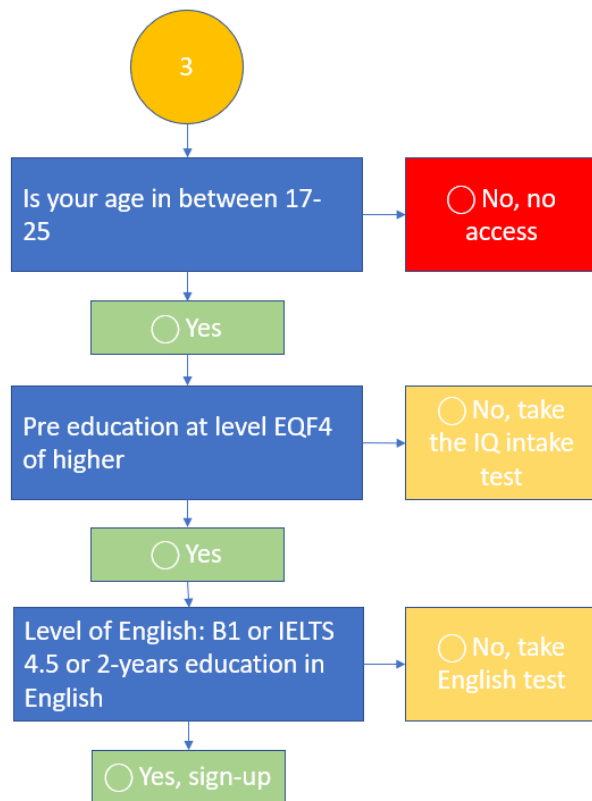 3
Is your age in between 17-
25
◯ No, no
access
◯ Yes
Pre education at level EQF4
of higher
◯ No, take
the IQ intake
test
◯ Yes
Level of English: B1 or IELTS
4.5 or 2-years education in
English
◯ No, take
English test
◯ Yes, sign-up